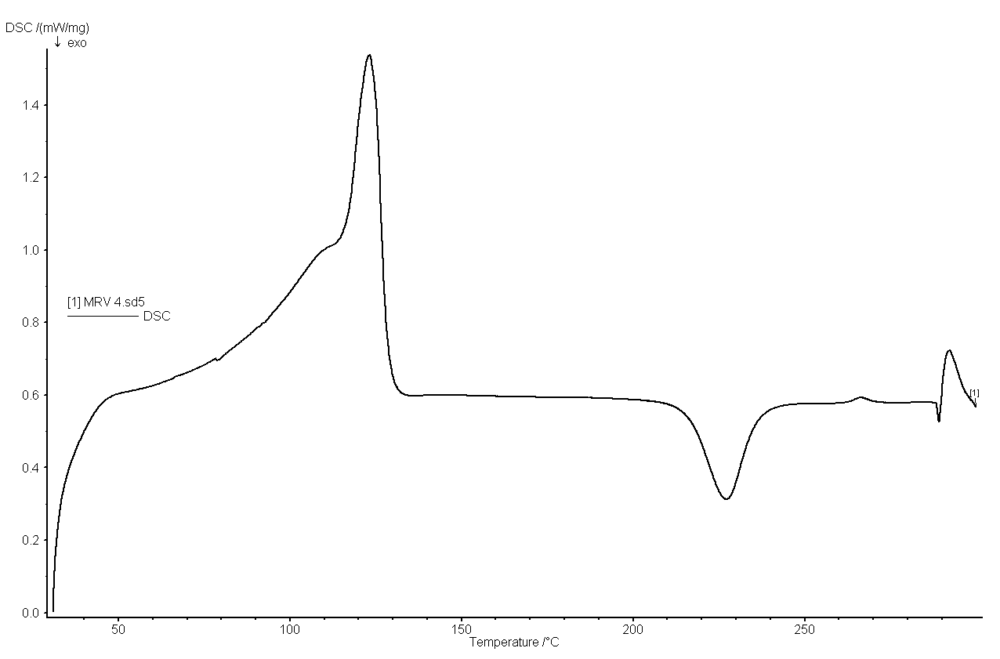 DSC /(mW/mg)
↓ exo
1.4
1.2
1.0
[1] MRV 4.sd5
DSC
0.8
0.6
[1]
0.4
0.2
0.0
50 100 150 200 250
Temperature /°C